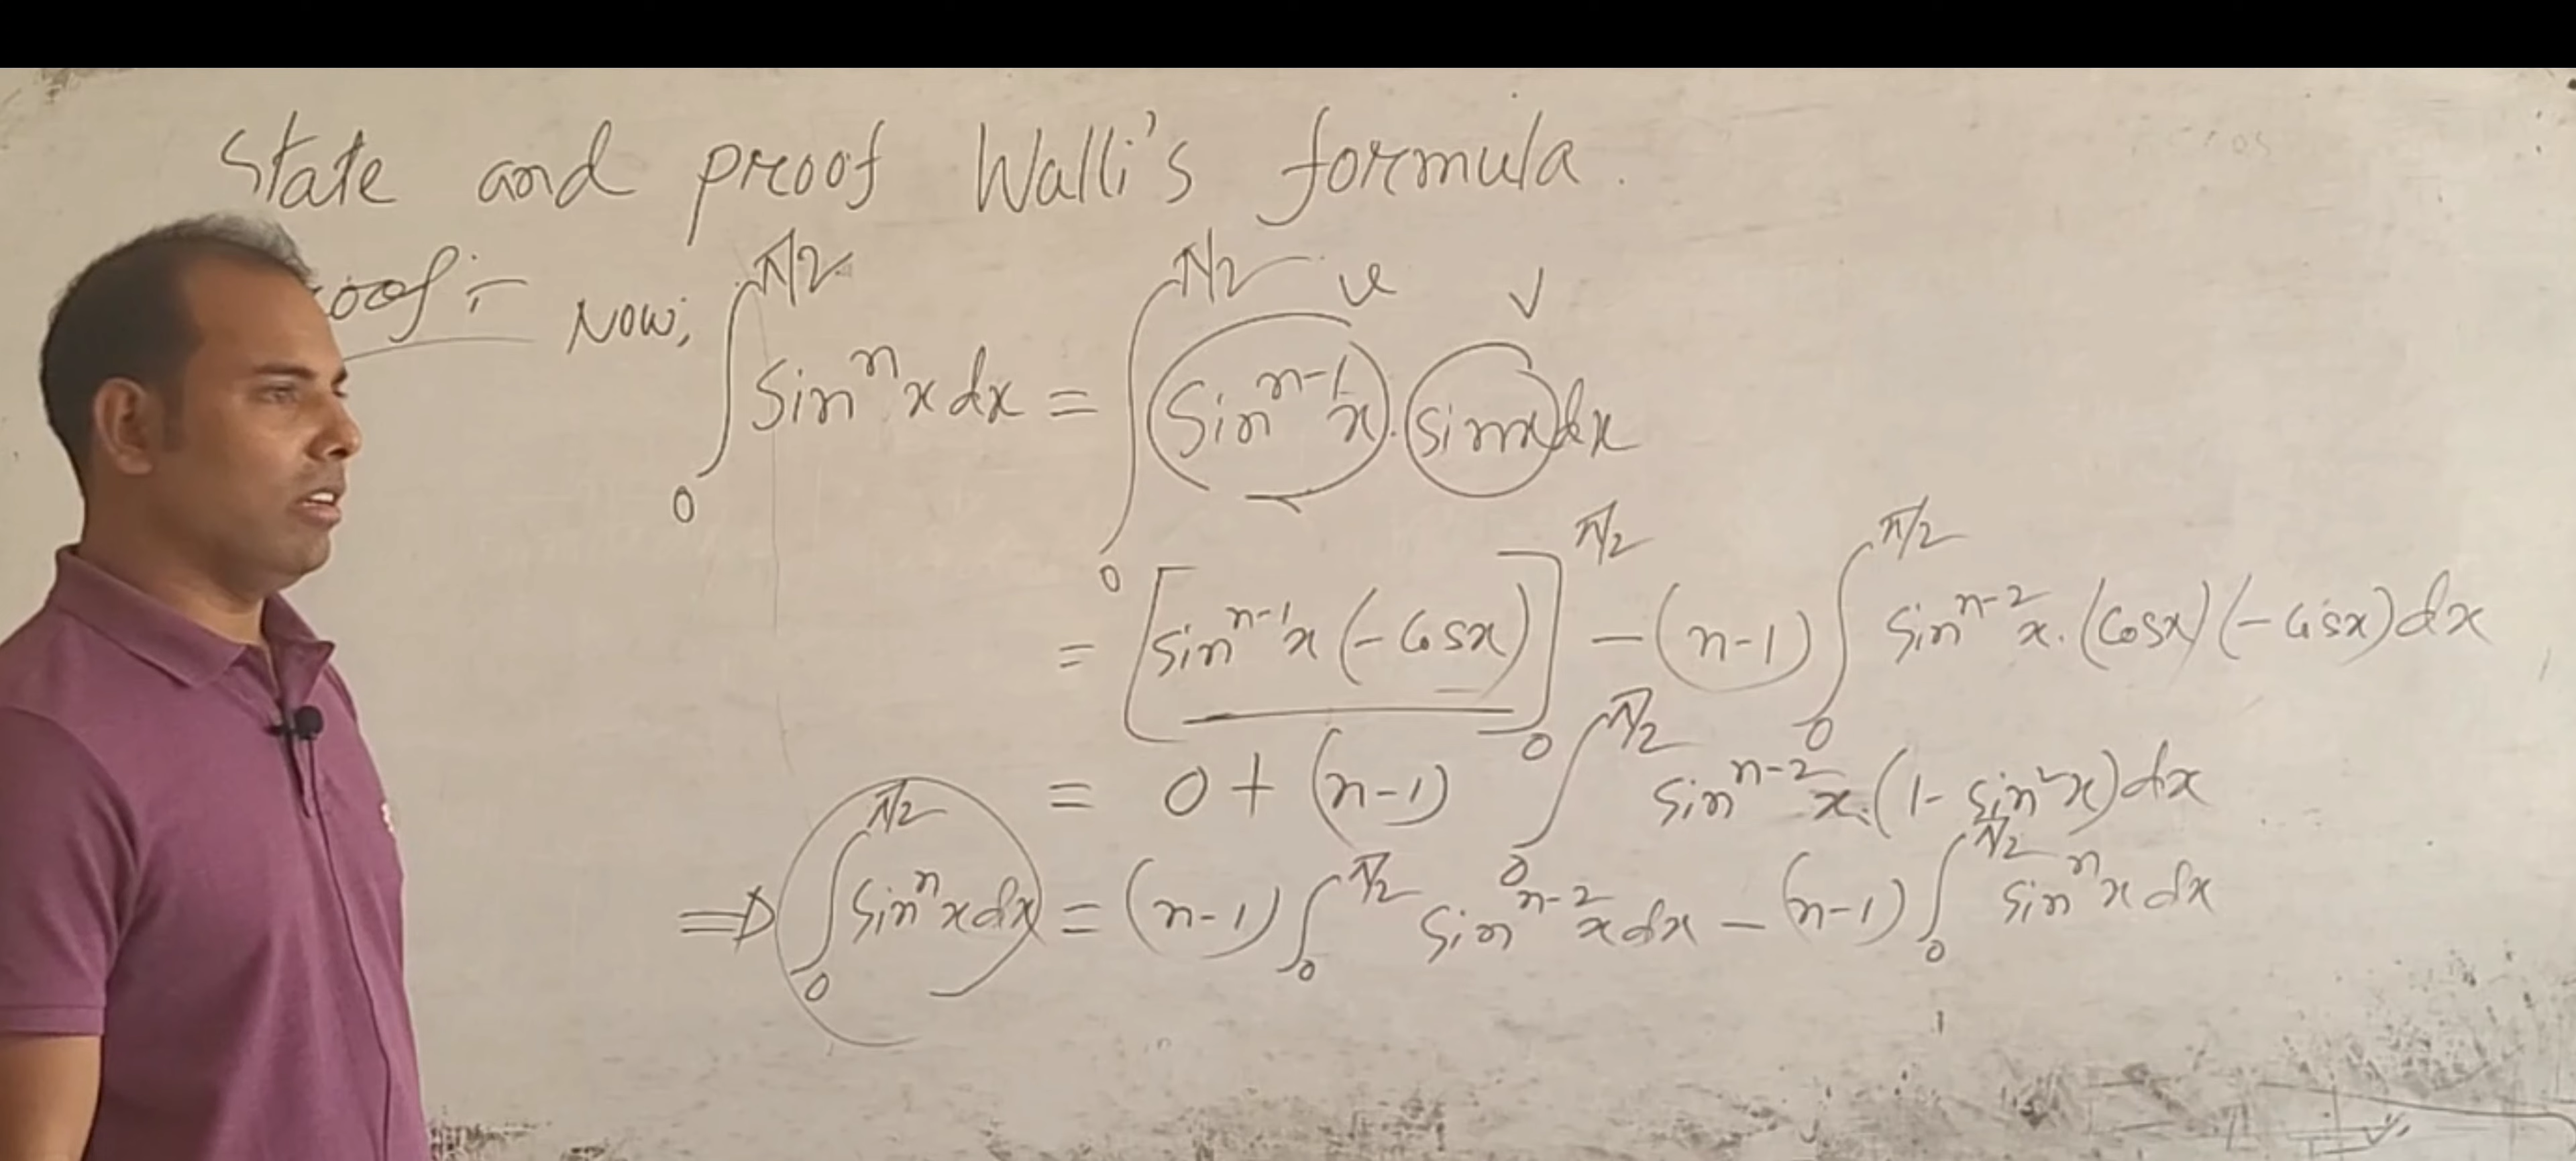 State and proof Walli's formula.
oof :- Now, ∫₀^π/2 Sinⁿx dx = ∫₀^π/2 Sinⁿ⁻¹x . sinx dx
u v
= [Sinⁿ⁻¹x (-Cosx)]₀^π/2 - (n-1) ∫₀^π/2 Sinⁿ⁻²x . (Cosx) (-Cosx) dx
= 0 + (n-1) ∫₀^π/2 Sinⁿ⁻²x . (1 - Sin²x) dx
⇒ ∫₀^π/2 Sinⁿx dx = (n-1) ∫₀^π/2 Sinⁿ⁻²x dx - (n-1) ∫₀^π/2 Sinⁿx dx